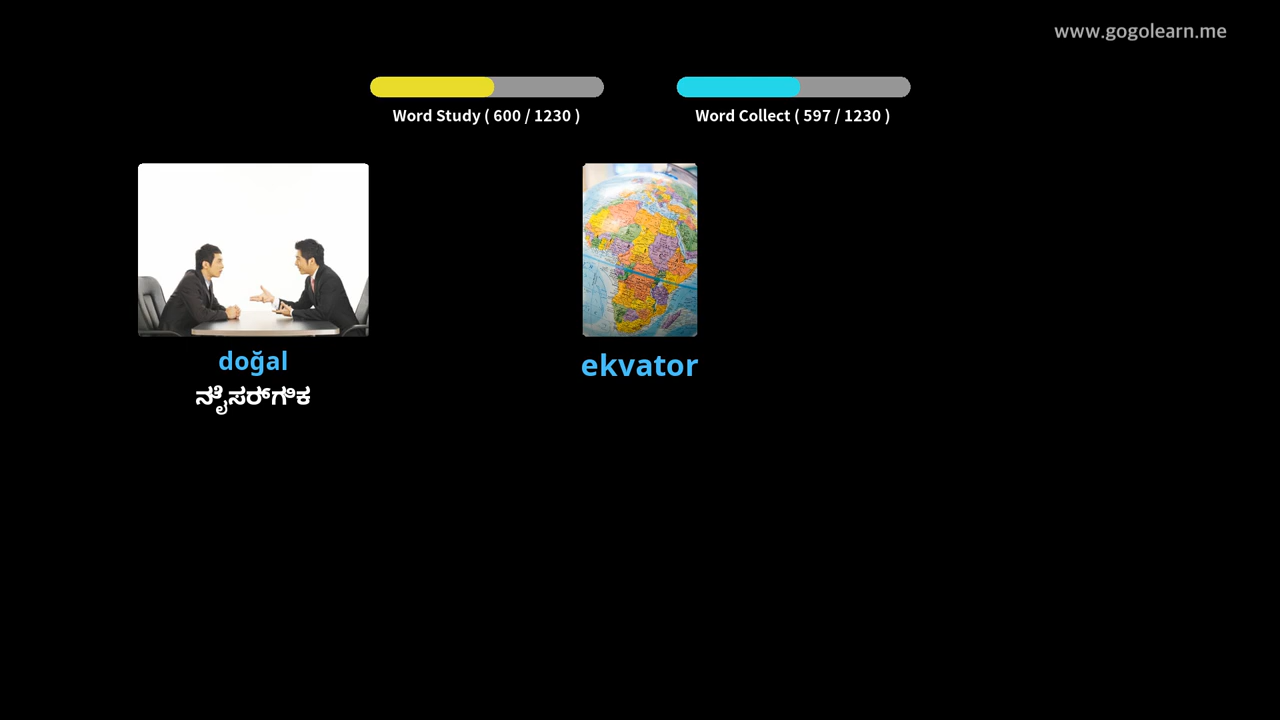 www.gogolearn.me
Word Study ( 600 / 1230 )
Word Collect ( 597 / 1230 )
doğal
ನೈಸರ್ಗಿಕ
ekvator